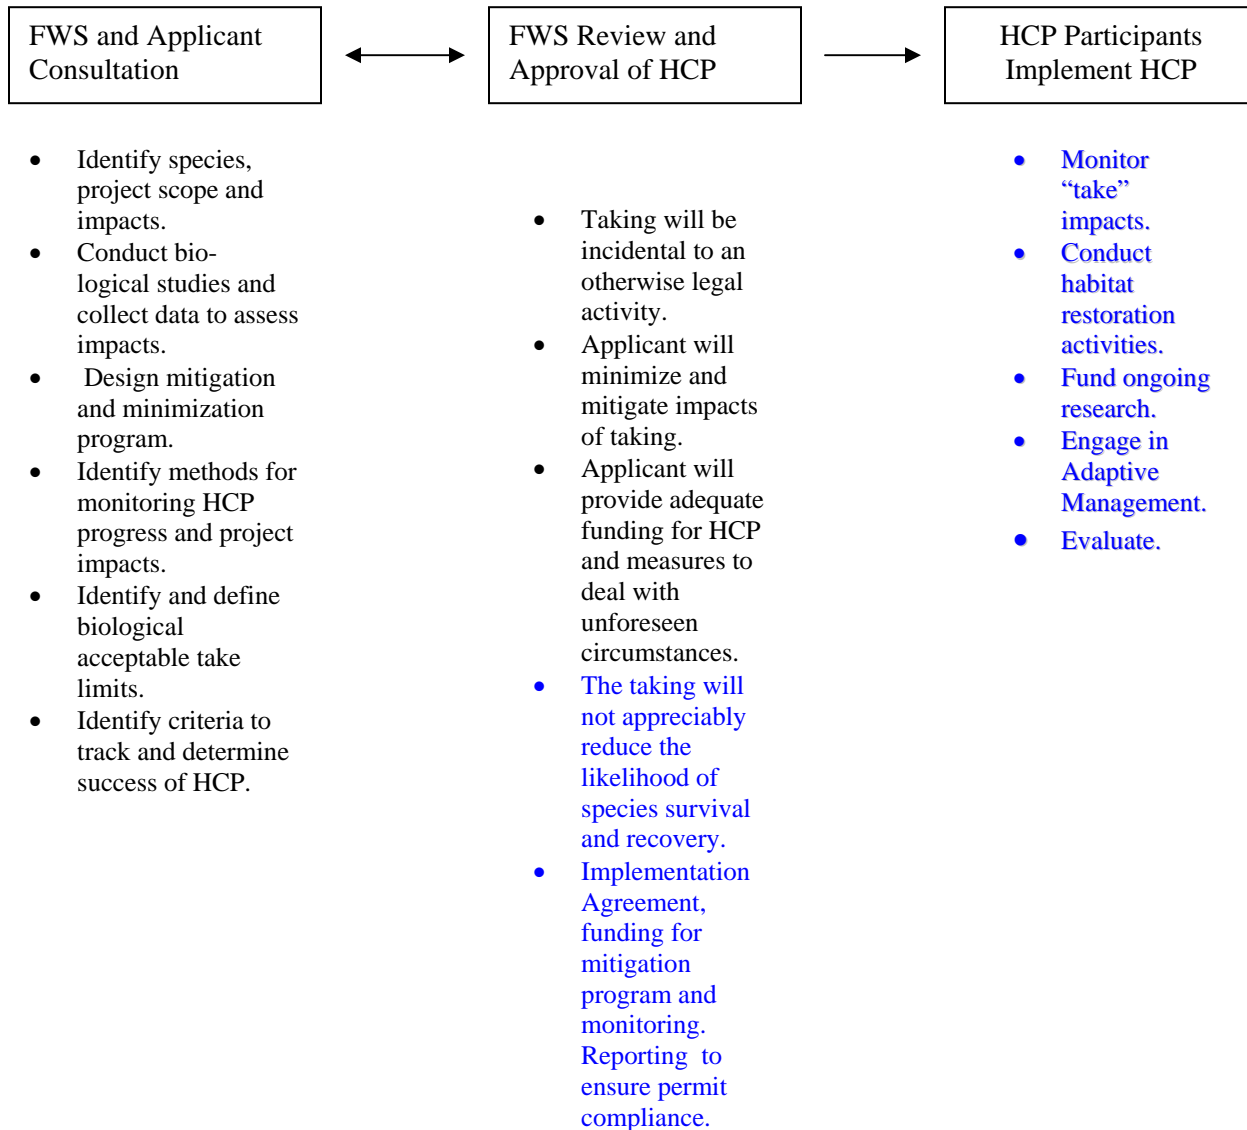 FWS and Applicant
Consultation
FWS Review and
Approval of HCP
HCP Participants
Implement HCP
• Identify species,
project scope and
impacts.
• Conduct bio-
logical studies and
collect data to assess
impacts.
• Design mitigation
and minimization
program.
• Identify methods for
monitoring HCP
progress and project
impacts.
• Identify and define
biological
acceptable take
limits.
• Identify criteria to
track and determine
success of HCP.
• Taking will be
incidental to an
otherwise legal
activity.
• Applicant will
minimize and
mitigate impacts
of taking.
• Applicant will
provide adequate
funding for HCP
and measures to
deal with
unforeseen
circumstances.
• The taking will
not appreciably
reduce the
likelihood of
species survival
and recovery.
• Implementation
Agreement,
funding for
mitigation
program and
monitoring.
Reporting to
ensure permit
compliance.
• Monitor
“take”
impacts.
• Conduct
habitat
restoration
activities.
• Fund ongoing
research.
• Engage in
Adaptive
Management.
• Evaluate.